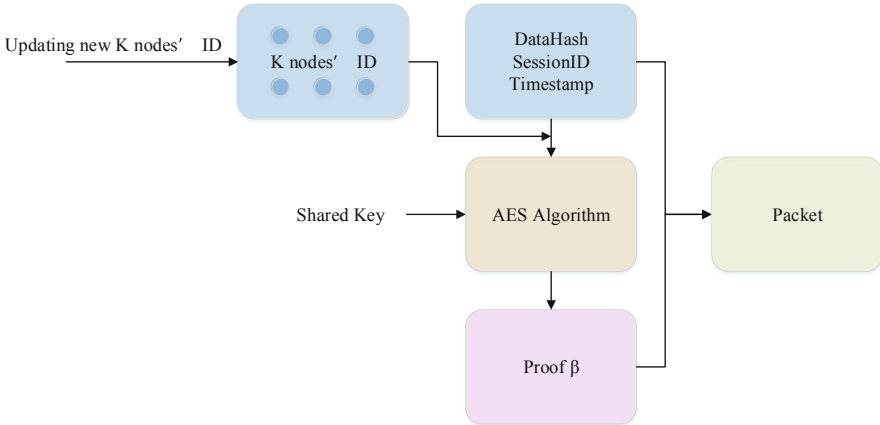 Updating new K nodes′ ID
K nodes′ ID
DataHash
SessionID
Timestamp
Shared Key
AES Algorithm
Packet
Proof β